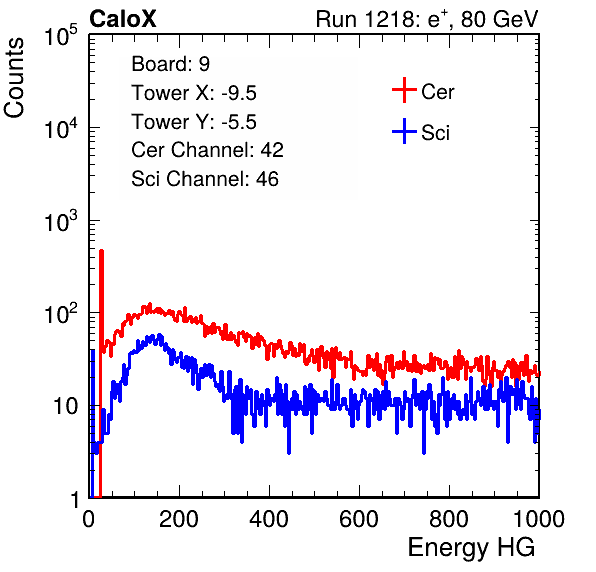 CaloX Run 1218: e⁺, 80 GeV
Counts
Board: 9
Tower X: -9.5
Tower Y: -5.5
Cer Channel: 42
Sci Channel: 46
Cer
Sci
10⁵
10⁴
10³
10²
10
1
0 200 400 600 800 1000
Energy HG